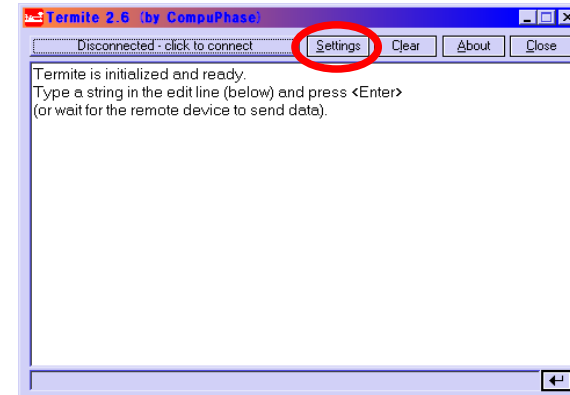 Termite 2.6 (by CompuPhase)
Disconnected - click to connect Settings Clear About Close
Termite is initialized and ready.
Type a string in the edit line (below) and press <Enter>
(or wait for the remote device to send data).